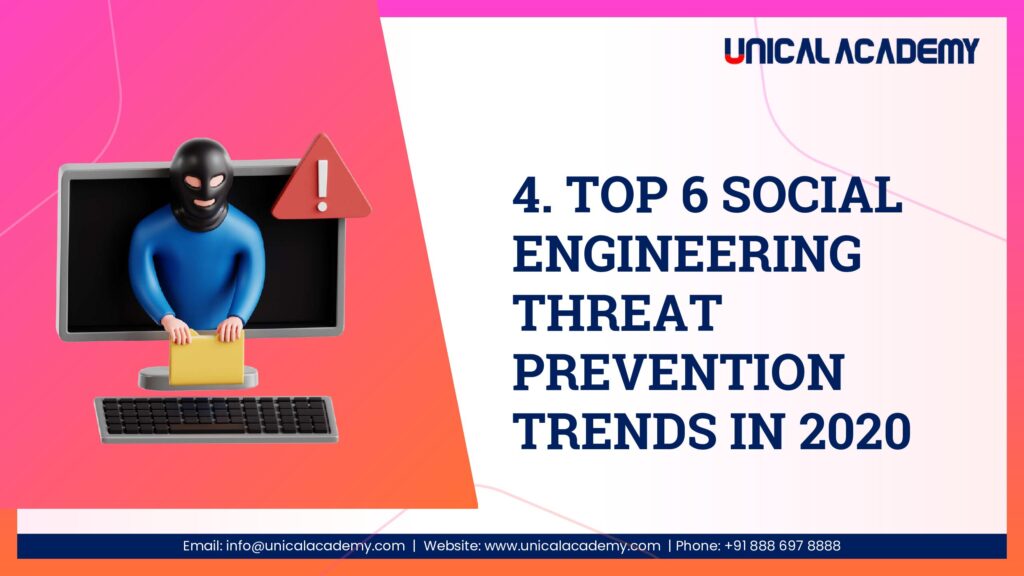 UNICAL ACADEMY
4. TOP 6 SOCIAL
ENGINEERING
THREAT
PREVENTION
TRENDS IN 2020
Email: info@unicalacademy.com | Website: www.unicalacademy.com | Phone: +91 888 697 8888